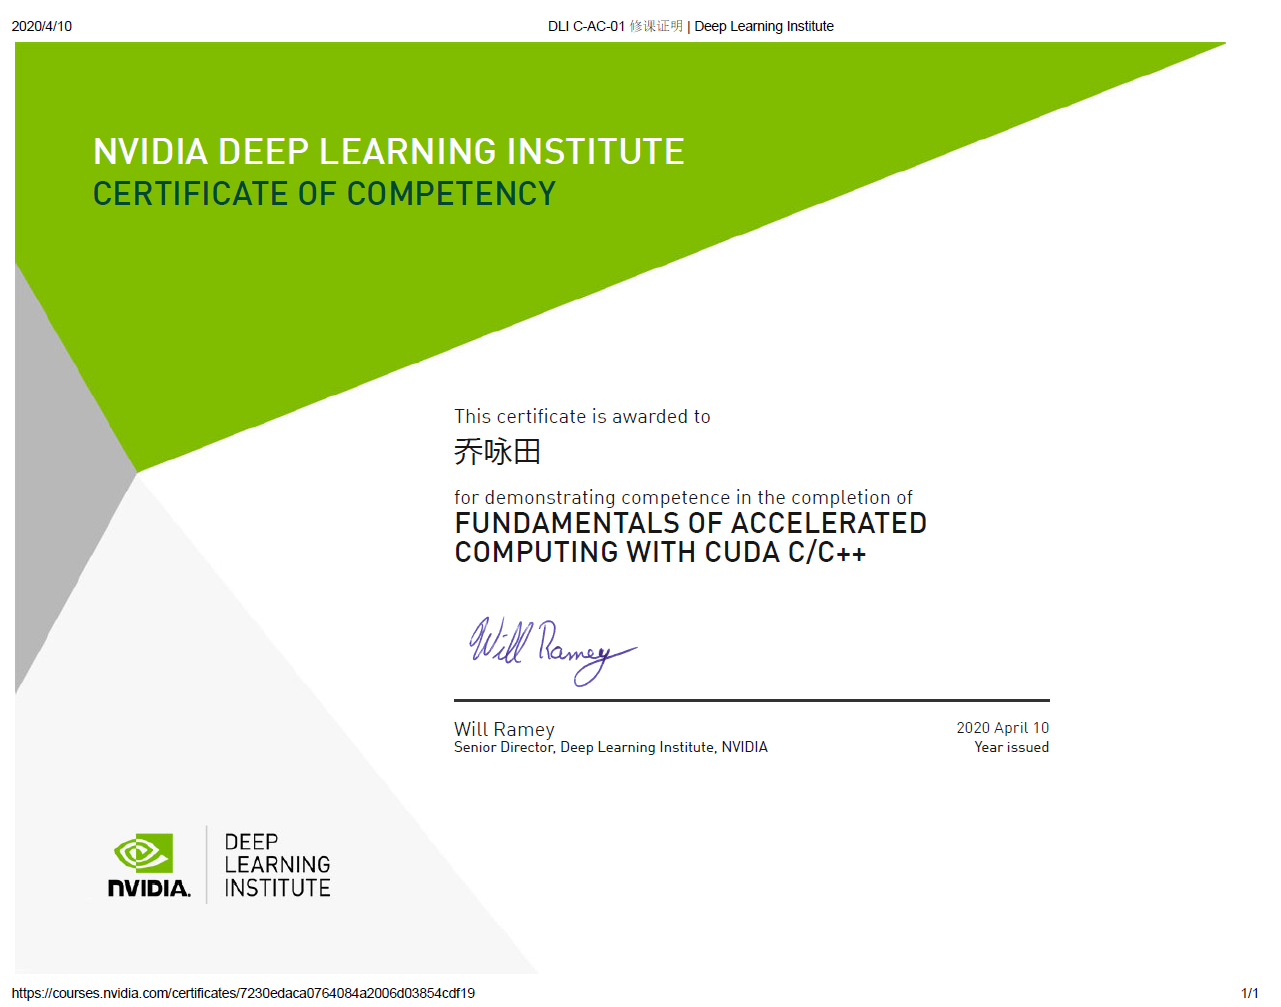 2020/4/10
DLI C-AC-01 修课证明 | Deep Learning Institute
NVIDIA DEEP LEARNING INSTITUTE
CERTIFICATE OF COMPETENCY
This certificate is awarded to
乔咏田
for demonstrating competence in the completion of
FUNDAMENTALS OF ACCELERATED
COMPUTING WITH CUDA C/C++
Will Ramey
Will Ramey
Senior Director, Deep Learning Institute, NVIDIA
2020 April 10
Year issued
NVIDIA.
DEEP
LEARNING
INSTITUTE
https://courses.nvidia.com/certificates/7230edaca0764084a2006d03854cdf19
1/1